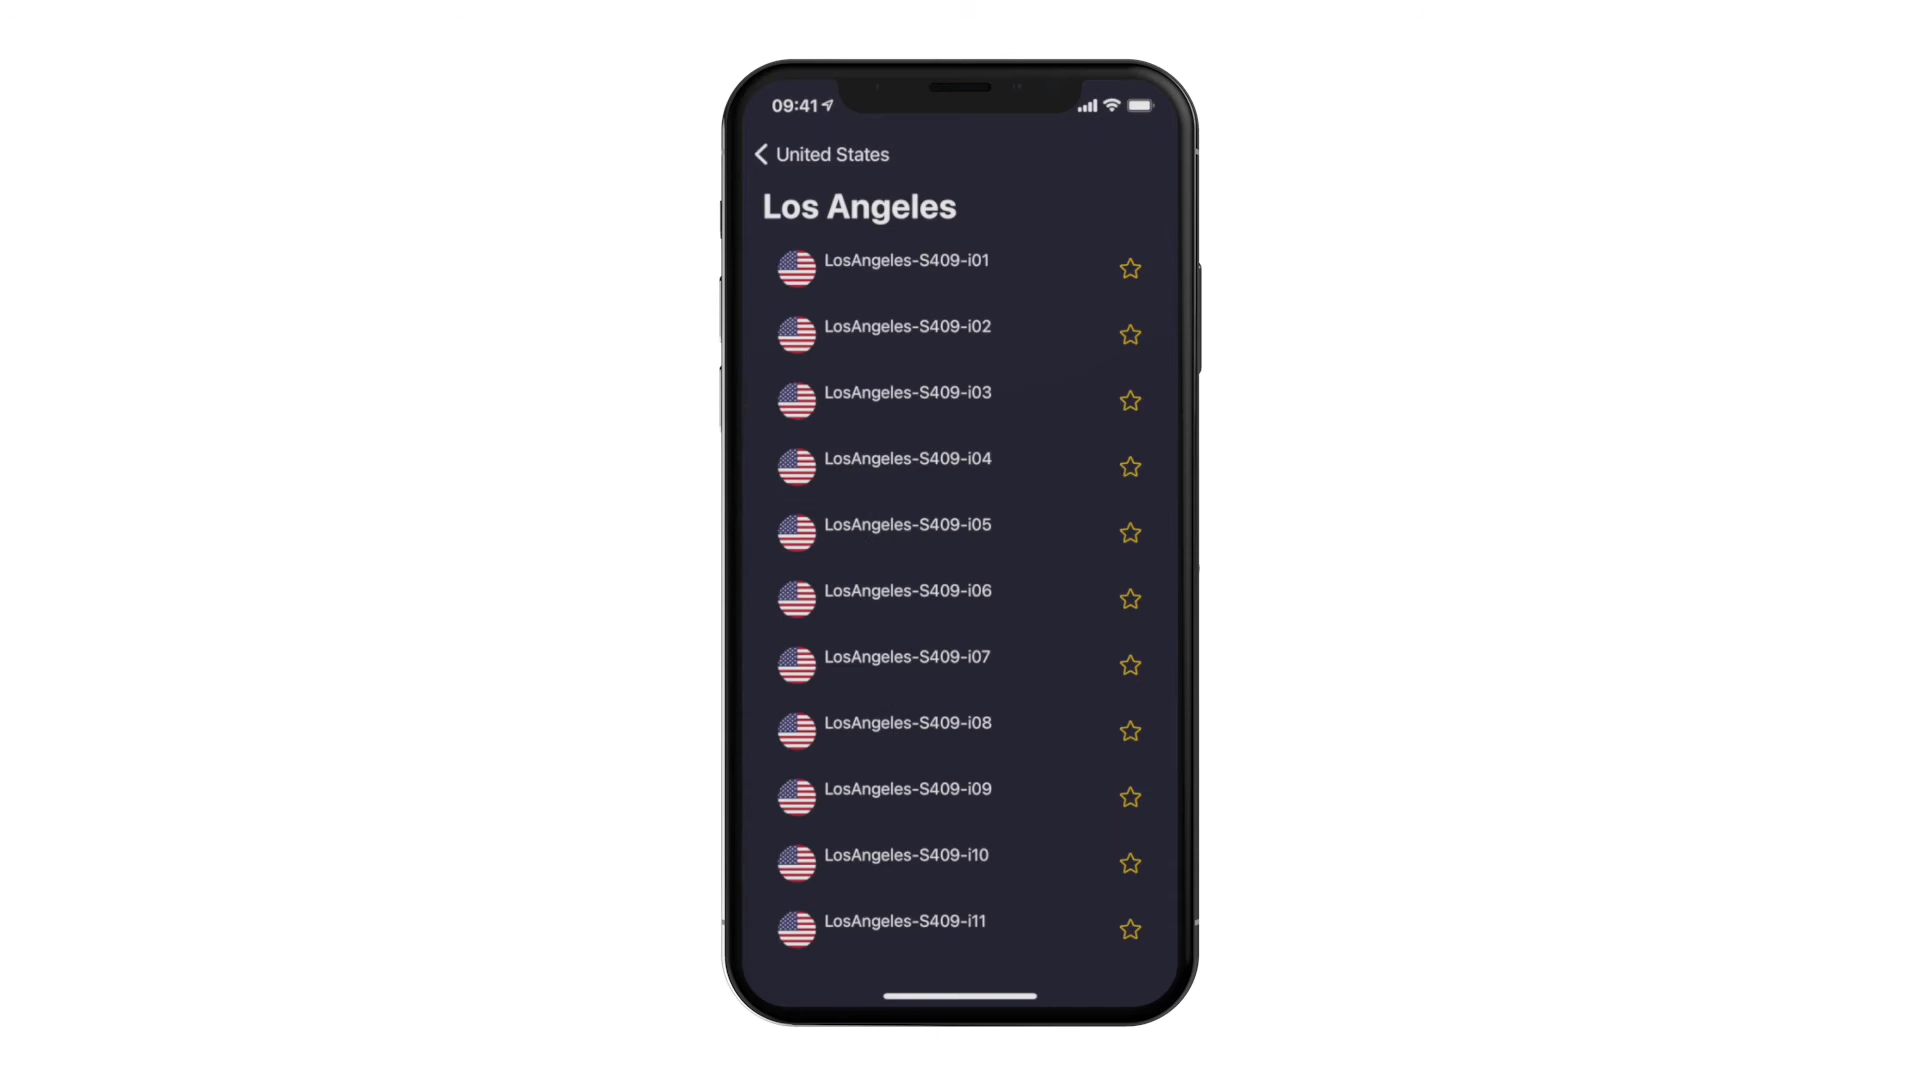 09:41
United States
Los Angeles
LosAngeles-S409-i01
LosAngeles-S409-i02
LosAngeles-S409-i03
LosAngeles-S409-i04
LosAngeles-S409-i05
LosAngeles-S409-i06
LosAngeles-S409-i07
LosAngeles-S409-i08
LosAngeles-S409-i09
LosAngeles-S409-i10
LosAngeles-S409-i11